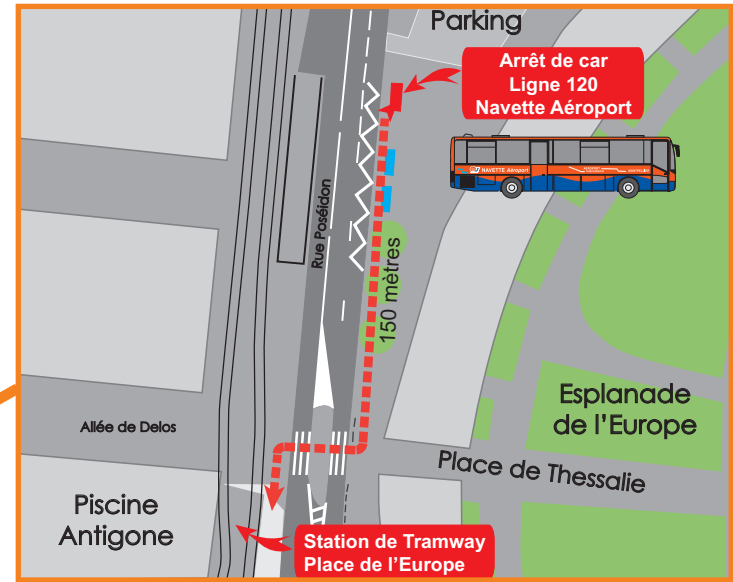 Parking
Arrêt de car
Ligne 120
Navette Aéroport
NAVETTE Aéroport
Rue Poséidon
150 mètres
Esplanade
de l’Europe
Allée de Delos
Place de Thessalie
Piscine
Antigone
Station de Tramway
Place de l’Europe